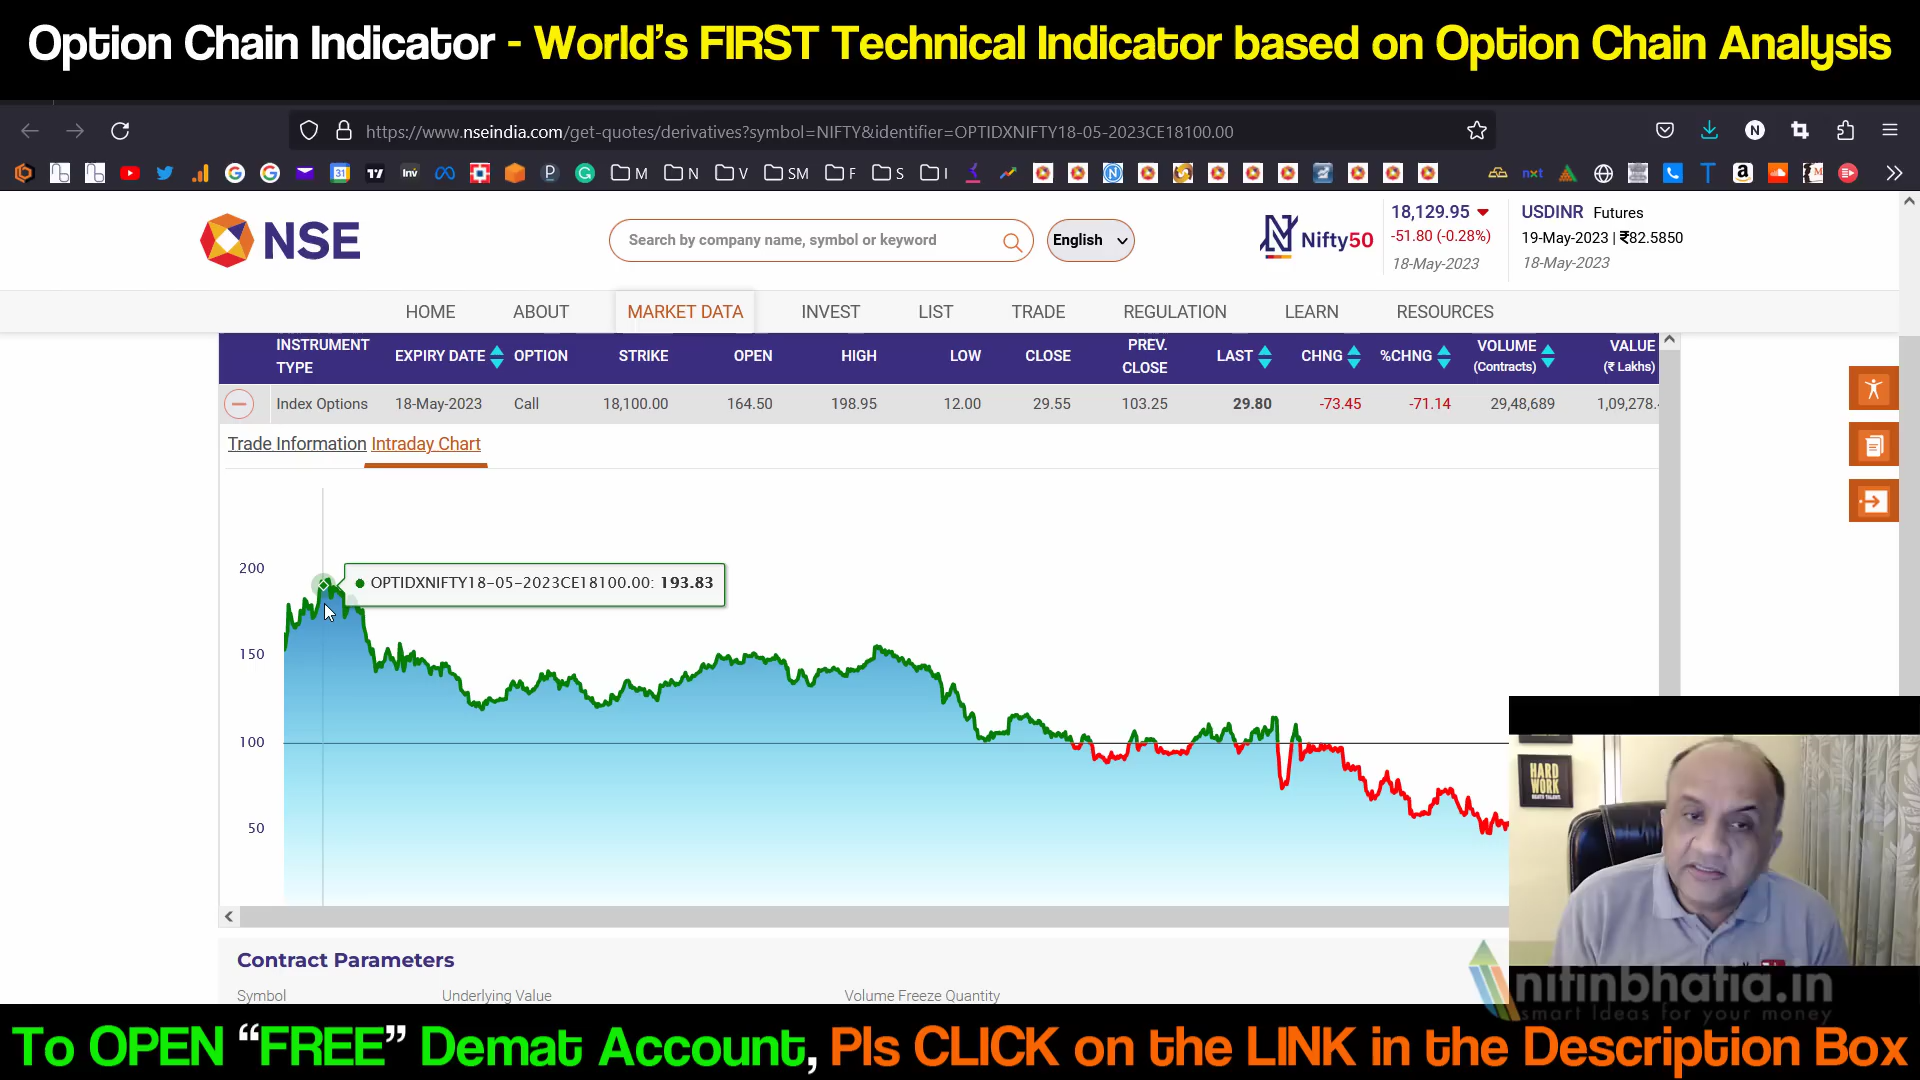 Option Chain Indicator - World's FIRST Technical Indicator based on Option Chain Analysis
https://www.nseindia.com/get-quotes/derivatives?symbol=NIFTY&identifier=OPTIDXNIFTY18-05-2023CE18100.00
M N V SM F S I
NSE
Search by company name, symbol or keyword
English
Nifty50
18,129.95
-51.80 (-0.28%)
18-May-2023
USDINR Futures
19-May-2023 | ₹82.5850
18-May-2023
HOME ABOUT MARKET DATA INVEST LIST TRADE REGULATION LEARN RESOURCES
INSTRUMENT TYPE EXPIRY DATE OPTION STRIKE OPEN HIGH LOW CLOSE PREV. CLOSE LAST CHNG %CHNG VOLUME (Contracts) VALUE (₹ Lakhs)
Index Options 18-May-2023 Call 18,100.00 164.50 198.95 12.00 29.55 103.25 29.80 -73.45 -71.14 29,48,689 1,09,278.
Trade Information Intraday Chart
200
OPTIDXNIFTY18-05-2023CE18100.00: 193.83
150
100
50
HARD
WORK
Contract Parameters
Symbol Underlying Value Volume Freeze Quantity
nitinbhatia.in
smart Ideas for your money
To OPEN "FREE" Demat Account, Pls CLICK on the LINK in the Description Box